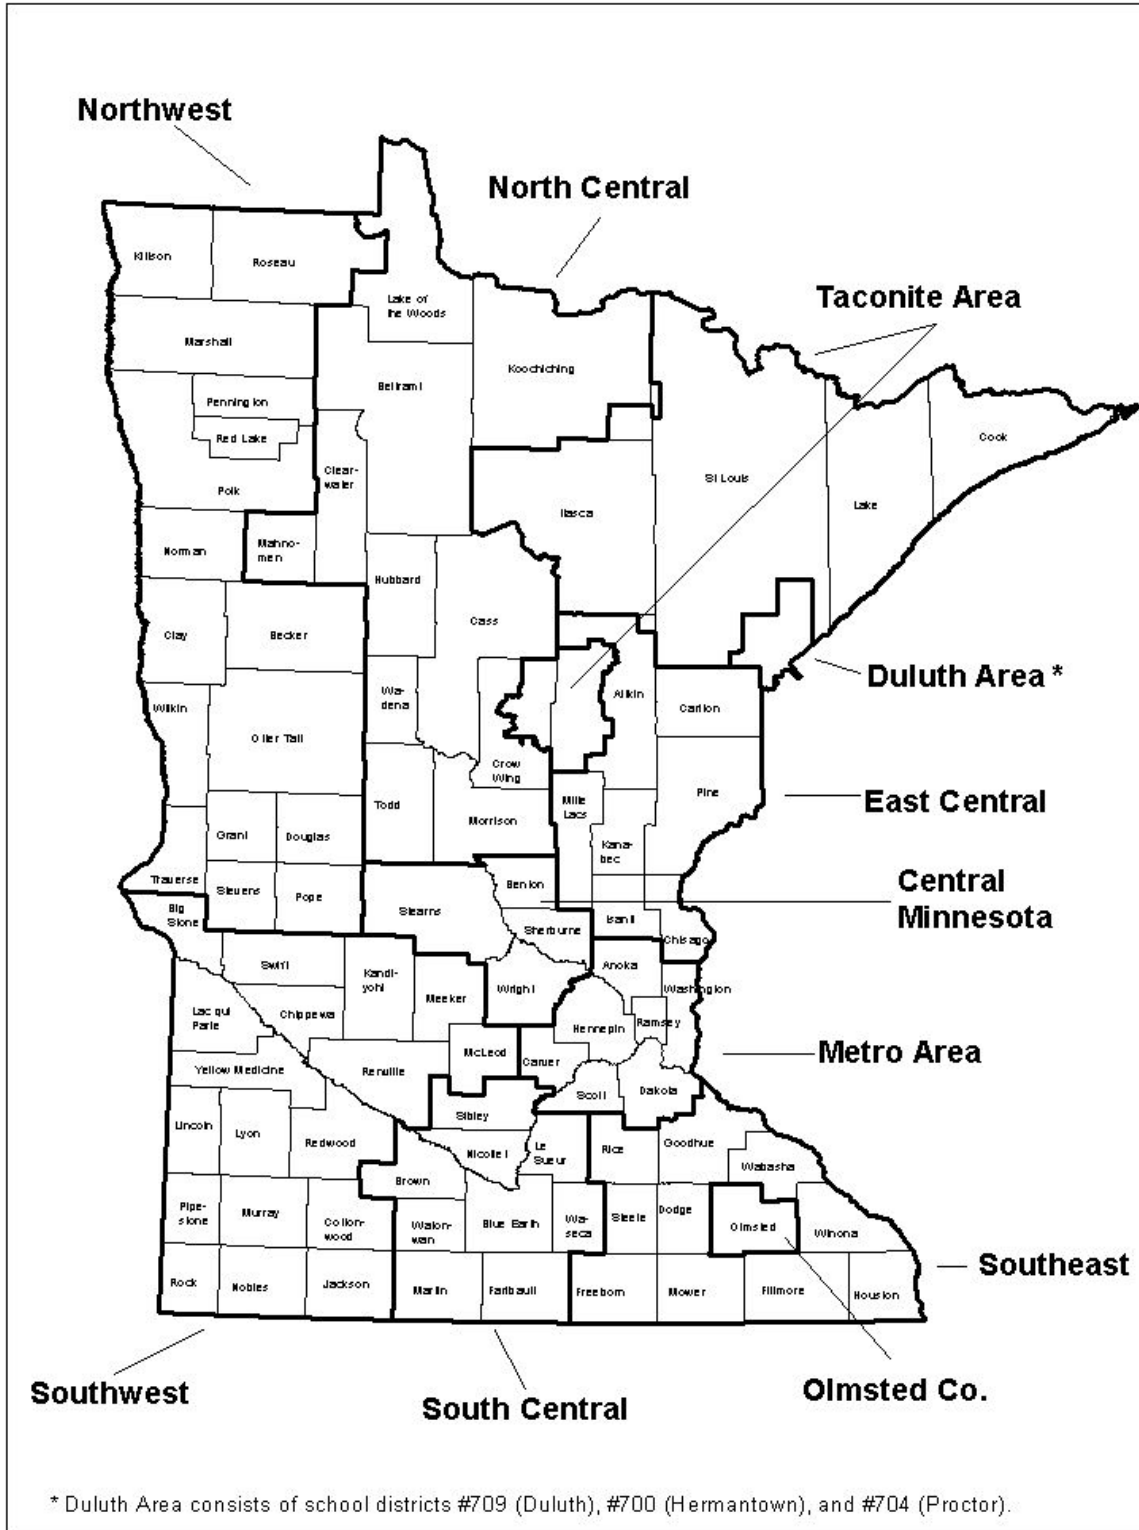 Northwest
North Central
Taconite Area
Kittson
Roseau
Lake of
the Woods
Marshall
Koochiching
Beltrami
Pennington
Red Lake
Cook
Clear-
water
St Louis
Polk
Lake
Itasca
Norman
Mahno-
men
Hubbard
Cass
Clay
Becker
Duluth Area *
Wa-
dena
Aitkin
Carlton
Wilkin
Otter Tail
Crow
Wing
Pine
East Central
Todd
Mille
Lacs
Morrison
Grant
Douglas
Kana-
bec
Traverse
Stevens
Pope
Benton
Central
Minnesota
Big
Stone
Stearns
Isanti
Sherburne
Chisago
Swift
Kandi-
yohi
Anoka
Washington
Meeker
Wright
Lac qui
Parle
Chippewa
Hennepin
Ramsey
Metro Area
McLeod
Carver
Yellow Medicine
Renville
Scott
Dakota
Sibley
Lincoln
Lyon
Redwood
Nicollet
Le
Sueur
Rice
Goodhue
Wabasha
Brown
Pipe-
stone
Murray
Cotton-
wood
Waton-
wan
Blue Earth
Wa-
seca
Steele
Dodge
Olmsted
Winona
Southeast
Rock
Nobles
Jackson
Martin
Faribault
Freeborn
Mower
Fillmore
Houston
Southwest
South Central
Olmsted Co.
* Duluth Area consists of school districts #709 (Duluth), #700 (Hermantown), and #704 (Proctor).